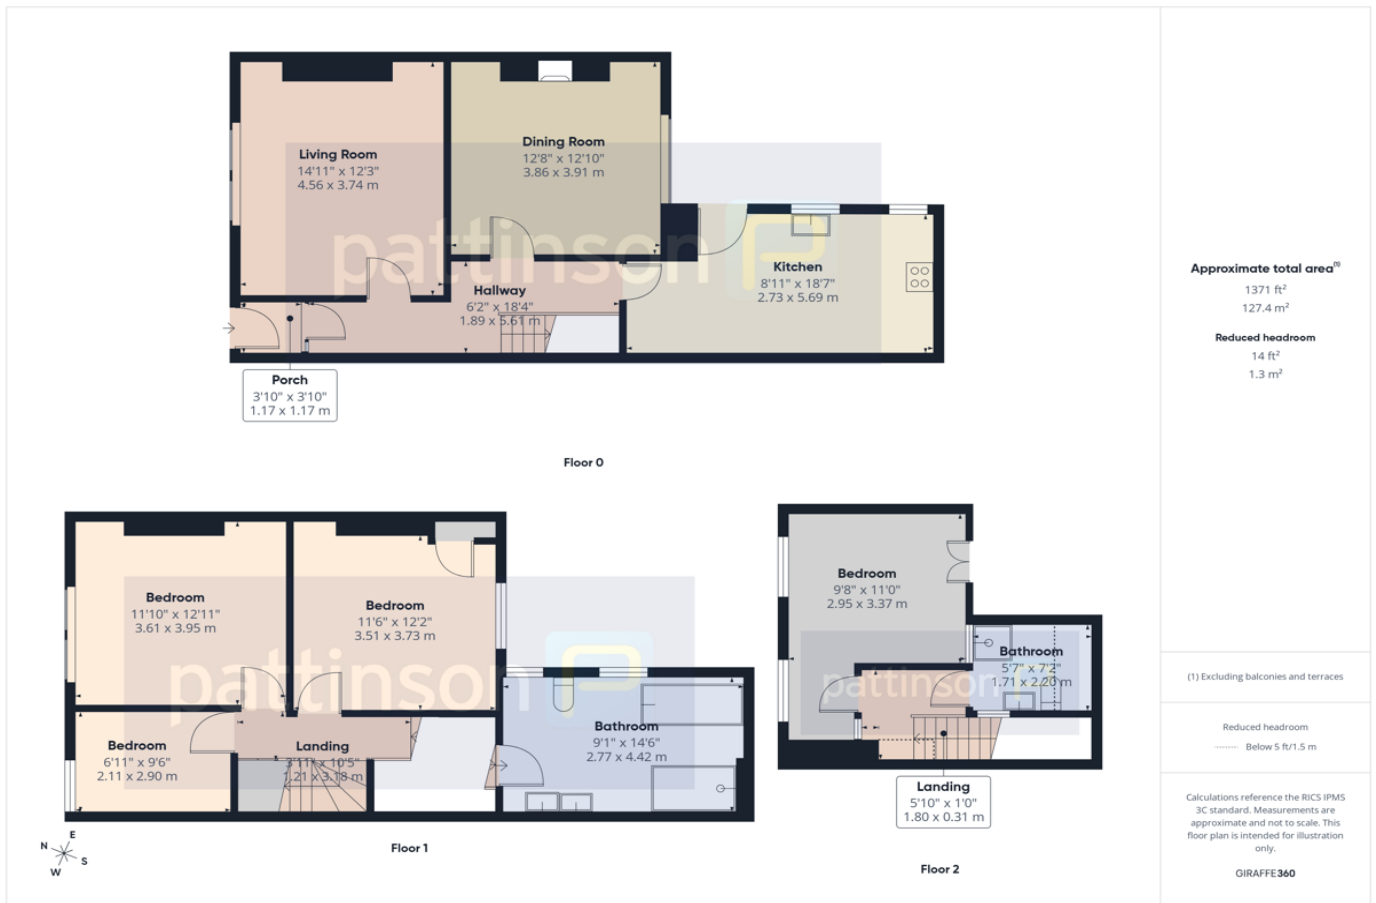 Living Room
14'11" x 12'3"
4.56 x 3.74 m
Dining Room
12'8" x 12'10"
3.86 x 3.91 m
pattinson
Kitchen
8'11" x 18'7"
2.73 x 5.69 m
Hallway
6'2" x 18'4"
1.89 x 5.61 m
Porch
3'10" x 3'10"
1.17 x 1.17 m
Floor 0
Bedroom
11'10" x 12'11"
3.61 x 3.95 m
Bedroom
11'6" x 12'2"
3.51 x 3.73 m
pattinson
Bedroom
6'11" x 9'6"
2.11 x 2.90 m
Landing
3'11" x 10'5"
1.21 x 3.18 m
Bathroom
9'1" x 14'6"
2.77 x 4.42 m
Floor 1
N
E
S
W
Bedroom
9'8" x 11'0"
2.95 x 3.37 m
Bathroom
5'7" x 7'2"
1.71 x 2.20 m
pattinson
Landing
5'10" x 1'0"
1.80 x 0.31 m
Floor 2
Approximate total area(1)
1371 ft²
127.4 m²
Reduced headroom
14 ft²
1.3 m²
(1) Excluding balconies and terraces
Reduced headroom
Below 5 ft/1.5 m
Calculations reference the RICS IPMS
3C standard. Measurements are
approximate and not to scale. This
floor plan is intended for illustration
only.
GIRAFFE360